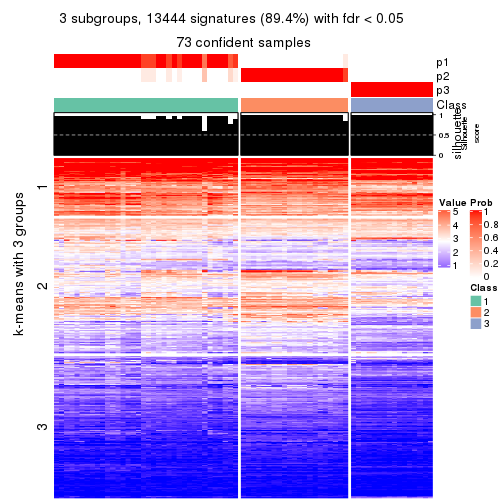 3 subgroups, 13444 signatures (89.4%) with fdr < 0.05
73 confident samples
p1
p2
p3
Class
1
0.5
0
silhouette
Silhouette
score
k-means with 3 groups
1
2
3
Value
5
4
3
2
1
Prob
1
0.8
0.6
0.4
0.2
0
Class
1
2
3